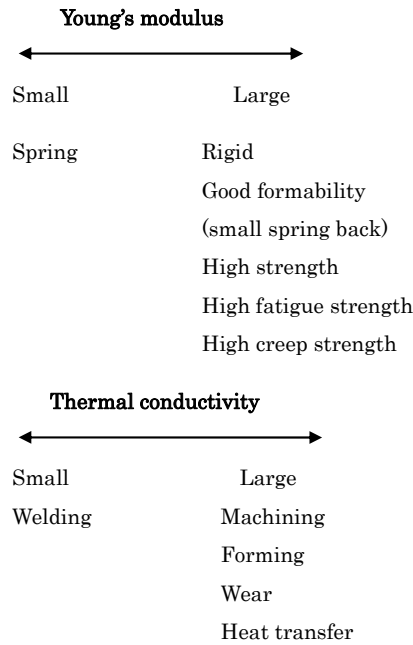 Young's modulus
Small Large
Spring Rigid
Good formability
(small spring back)
High strength
High fatigue strength
High creep strength
Thermal conductivity
Small Large
Welding Machining
Forming
Wear
Heat transfer